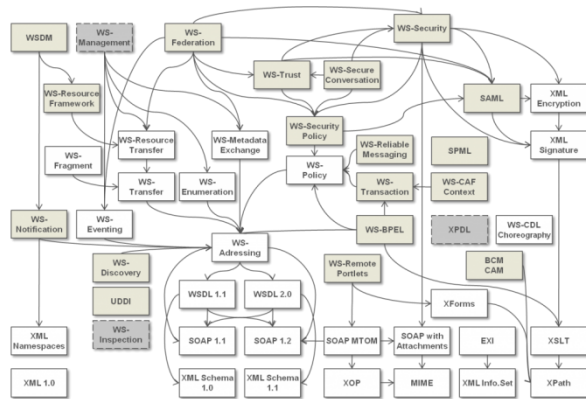 WSDM
WS-
Management
WS-
Federation
WS-Security
WS-Trust
WS-Secure
Conversation
WS-Resource
Framework
SAML
XML
Encryption
WS-Security
Policy
WS-Resource
Transfer
WS-Metadata
Exchange
XML
Signature
WS-Reliable
Messaging
SPML
WS-
Fragment
WS-
Policy
WS-
Transfer
WS-
Enumeration
WS-
Transaction
WS-CAF
Context
WS-
Notification
WS-
Eventing
WS-BPEL
XPDL
WS-CDL
Choreography
WS-
Adressing
WS-
Discovery
WS-Remote
Portlets
BCM
CAM
WSDL 1.1
WSDL 2.0
UDDI
XForms
XML
Namespaces
WS-
Inspection
SOAP 1.1
SOAP 1.2
SOAP MTOM
SOAP with
Attachments
EXI
XSLT
XML 1.0
XML Schema
1.0
XML Schema
1.1
XOP
MIME
XML Info.Set
XPath